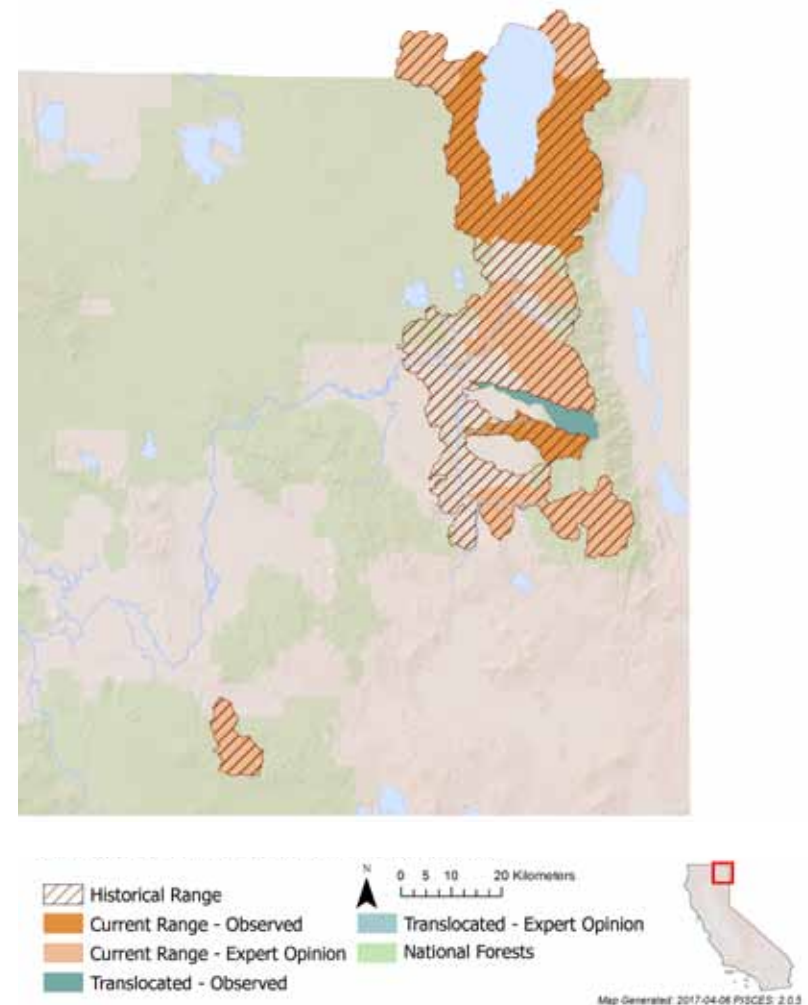 N
0 5 10 20 Kilometers
Historical Range
Current Range - Observed
Current Range - Expert Opinion
Translocated - Observed
Translocated - Expert Opinion
National Forests
Map Generated: 2017-04-06 PISCES: 2.0.5